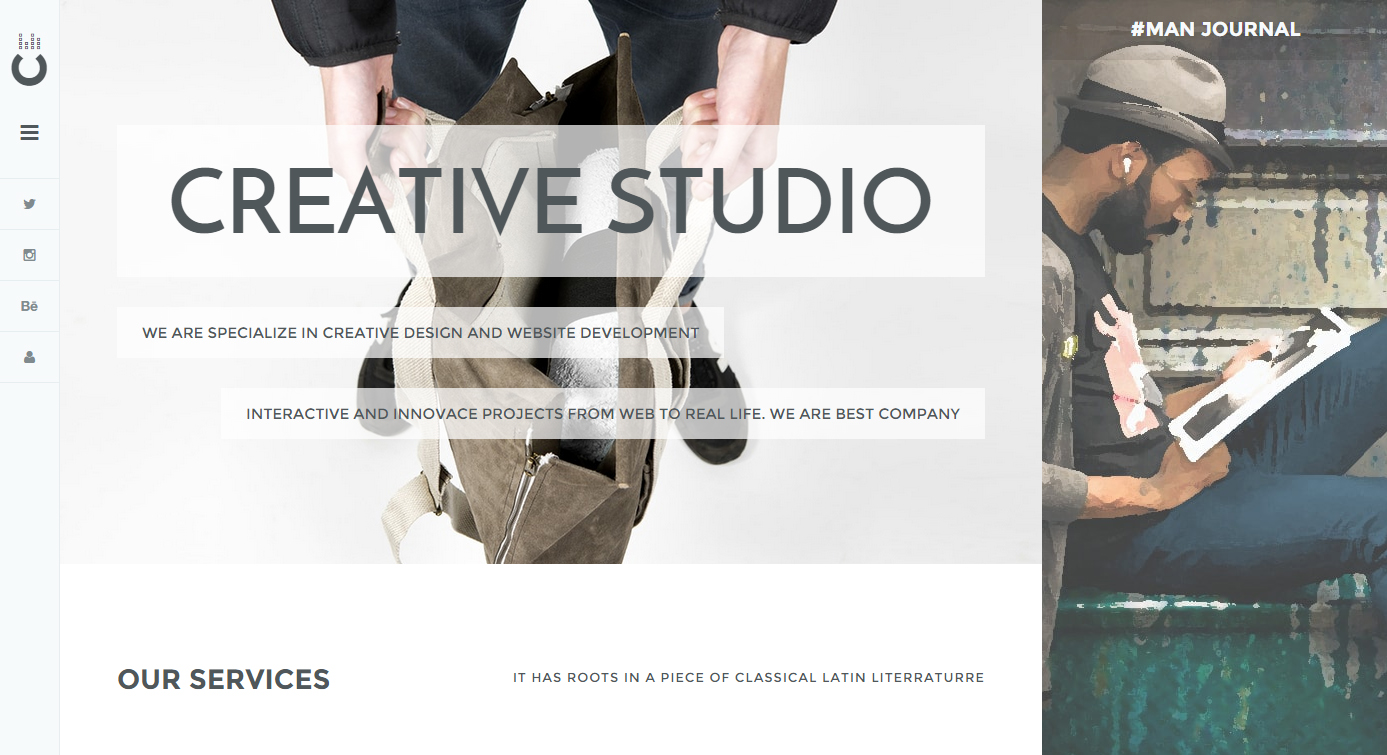 Bē
CREATIVE STUDIO
WE ARE SPECIALIZE IN CREATIVE DESIGN AND WEBSITE DEVELOPMENT
INTERACTIVE AND INNOVACE PROJECTS FROM WEB TO REAL LIFE. WE ARE BEST COMPANY
OUR SERVICES
IT HAS ROOTS IN A PIECE OF CLASSICAL LATIN LITERRATURRE
#MAN JOURNAL